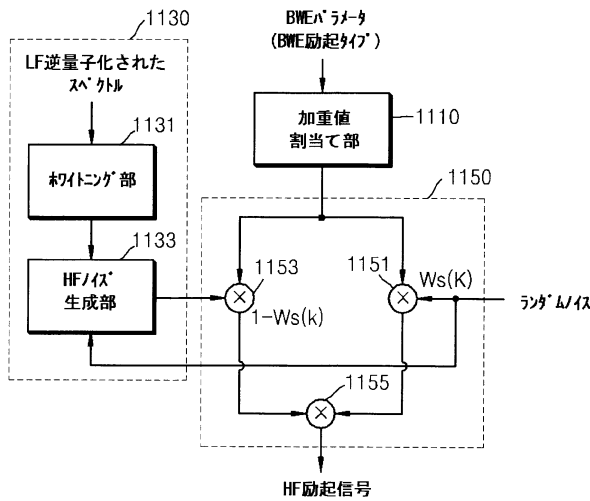 1130
LF逆量子化された
スペクトル
1131
ホワイトニング部
1133
HFノイズ
生成部
BWEパラメータ
(BWE励起タイプ)
1110
加重値
割当て部
1150
1153
1-Ws(k)
1151
Ws(K)
ランダムノイズ
1155
HF励起信号